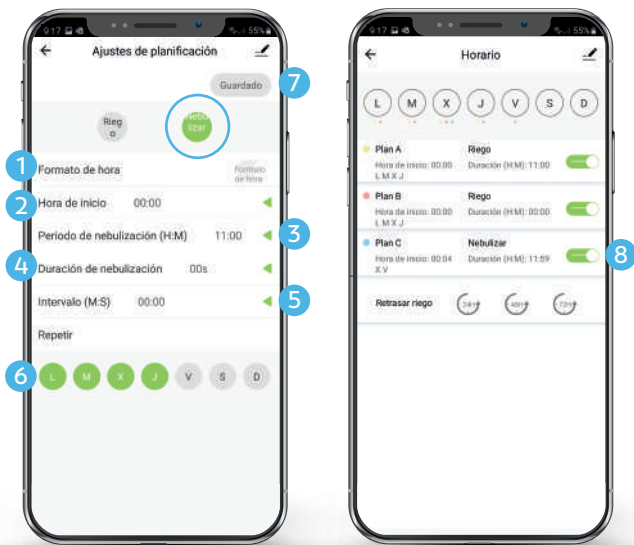 9:17
55%
Ajustes de planificación
Guardado
7
Rieg
o
Nebu
lizar
1
Formato de hora
Formato
de hora
2
Hora de inicio 00:00
Periodo de nebulización (H:M) 11:00
3
4
Duración de nebulización 00s
Intervalo (M:S) 00:00
5
Repetir
6
L M X J V S D
9:17
55%
Horario
L M X J V S D
Plan A Riego
Hora de inicio: 00:00 Duración (H:M): 11:00
L M X J
Plan B Riego
Hora de inicio: 00:00 Duración (H:M): 00:00
L M X J
Plan C Nebulizar
Hora de inicio: 00:04 Duración (H:M): 11:59
X V
8
Retrasar riego 24H 48H 72H